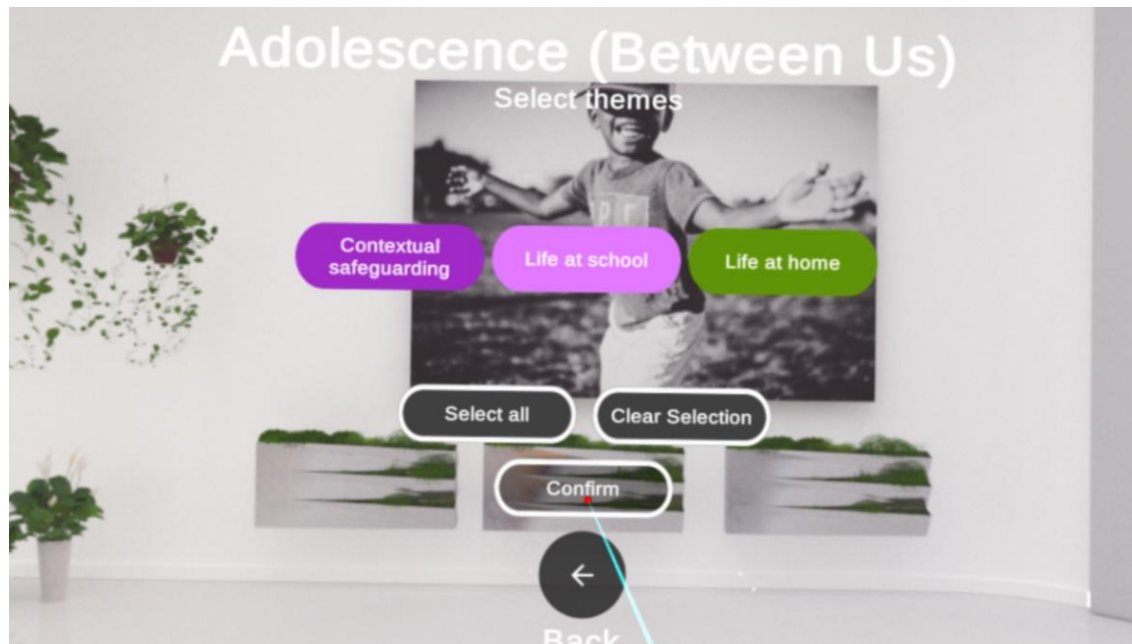 Adolescence (Between Us)
Select themes
Contextual
safeguarding
Life at school
Life at home
Select all
Clear Selection
Confirm
Back